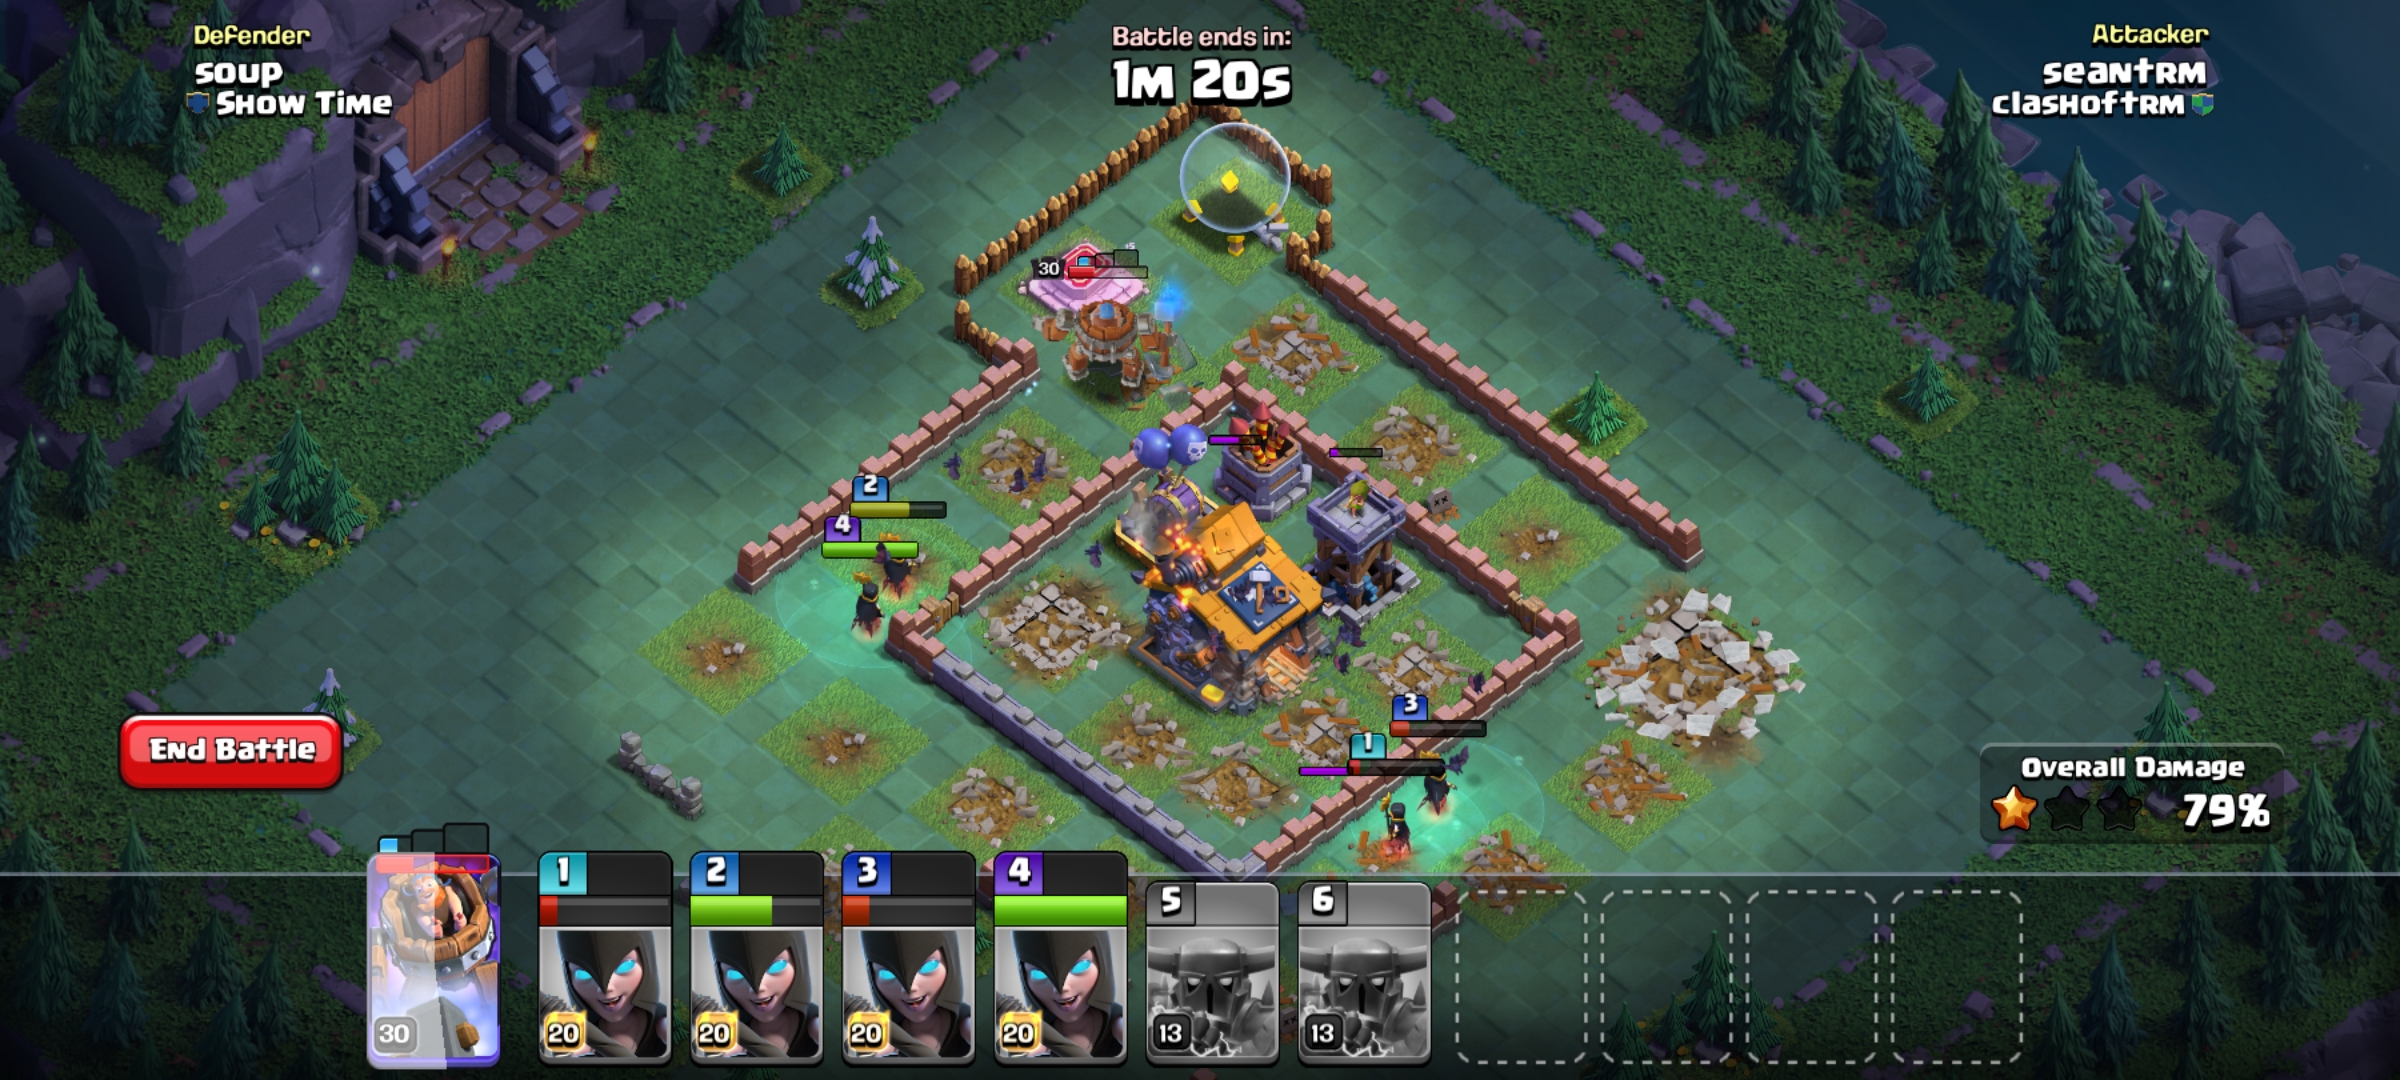 Defender
soup
Show Time
Battle ends in:
1m 20s
Attacker
seantrm
clashoftrm
30
2
4
3
1
End Battle
Overall Damage
79%
1
2
3
4
5
6
30
20
20
20
20
13
13